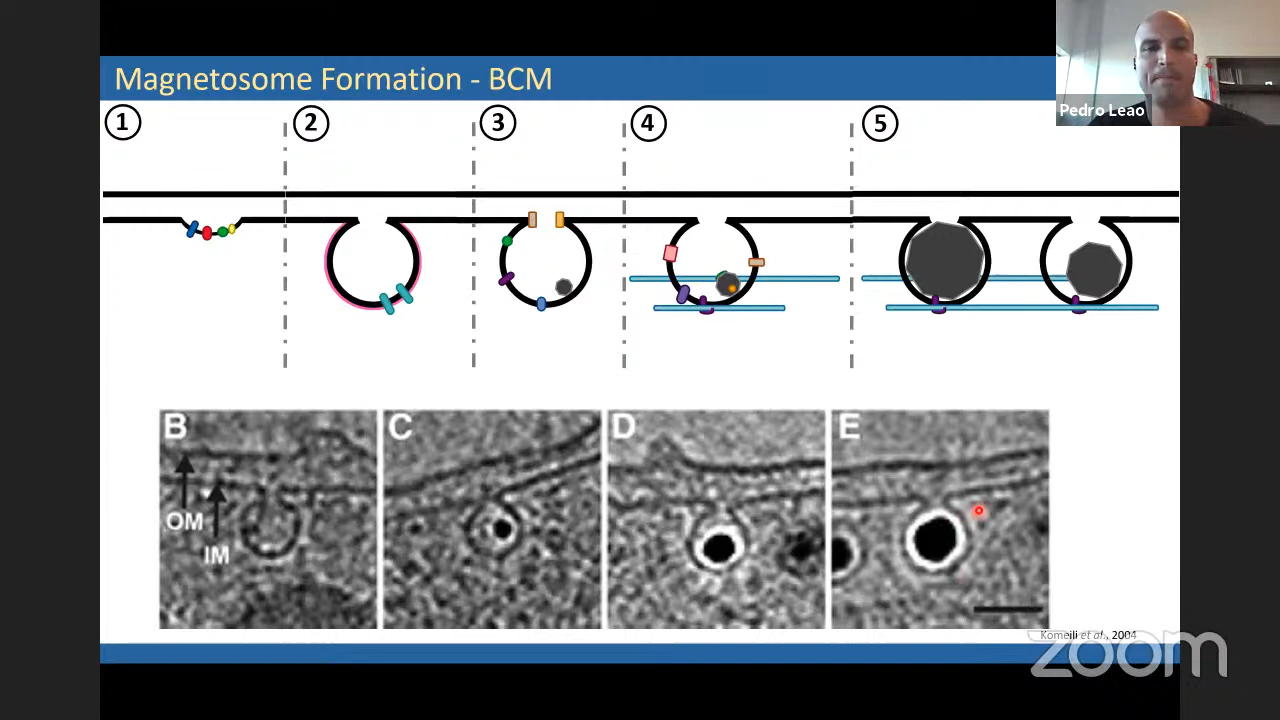 Magnetosome Formation - BCM
Pedro Leao
1 2 3 4 5
B C D E
OM
IM
Komeili et al., 2004
zoom